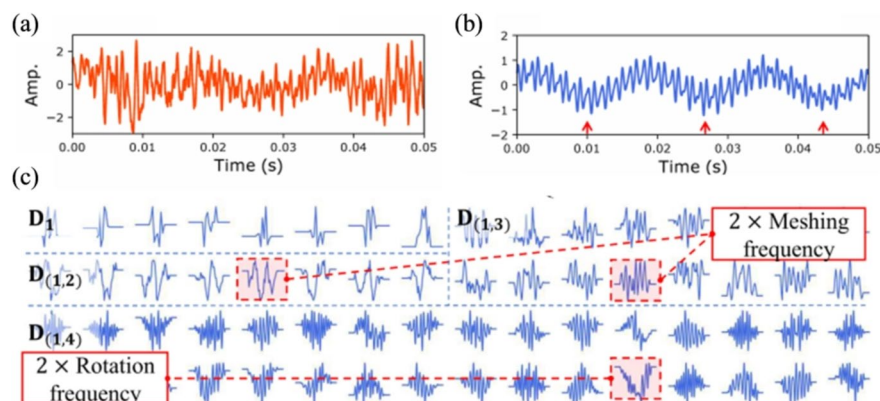 (a)
2
0
−2
Amp.
0.00 0.01 0.02 0.03 0.04 0.05
Time (s)
(b)
2
1
0
−1
−2
Amp.
0.00 0.01 0.02 0.03 0.04 0.05
Time (s)
(c)
D1
D(1,3)
2 × Meshing
frequency
D(1,2)
D(1,4)
2 × Rotation
frequency